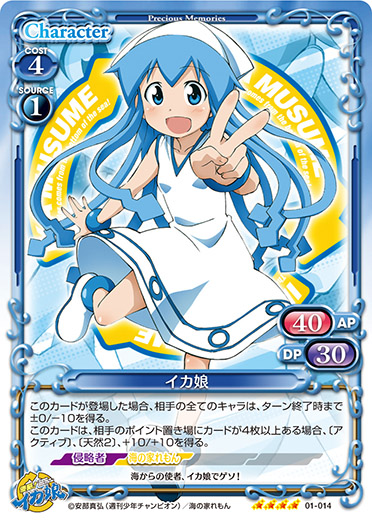 Precious Memories
Character
COST
4
SOURCE
1
MUSUME
MUSUME
40 AP
DP 30
イカ娘
このカードが登場した場合、相手の全てのキャラは、ターン終了時まで
±0/-10を得る。
このカードは、相手のポイント置き場にカードが4枚以上ある場合、〔ア
クティブ〕、〔天然2〕、+10/+10を得る。
侵略者
海の家れもん
海からの使者、イカ娘でゲソ!
イカ娘
©安部真弘(週刊少年チャンピオン)/海の家れもん
01-014